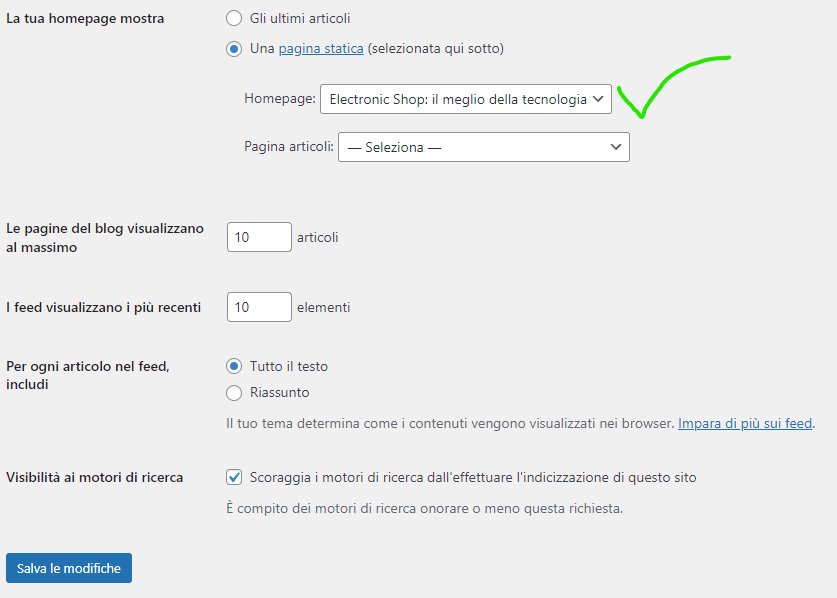 La tua homepage mostra
Gli ultimi articoli
Una pagina statica (selezionata qui sotto)
Homepage: Electronic Shop: il meglio della tecnologia
Pagina articoli: — Seleziona —
Le pagine del blog visualizzano
al massimo
10 articoli
I feed visualizzano i più recenti 10 elementi
Per ogni articolo nel feed,
includi
Tutto il testo
Riassunto
Il tuo tema determina come i contenuti vengono visualizzati nei browser. Impara di più sui feed.
Visibilità ai motori di ricerca
Scoraggia i motori di ricerca dall'effettuare l'indicizzazione di questo sito
È compito dei motori di ricerca onorare o meno questa richiesta.
Salva le modifiche